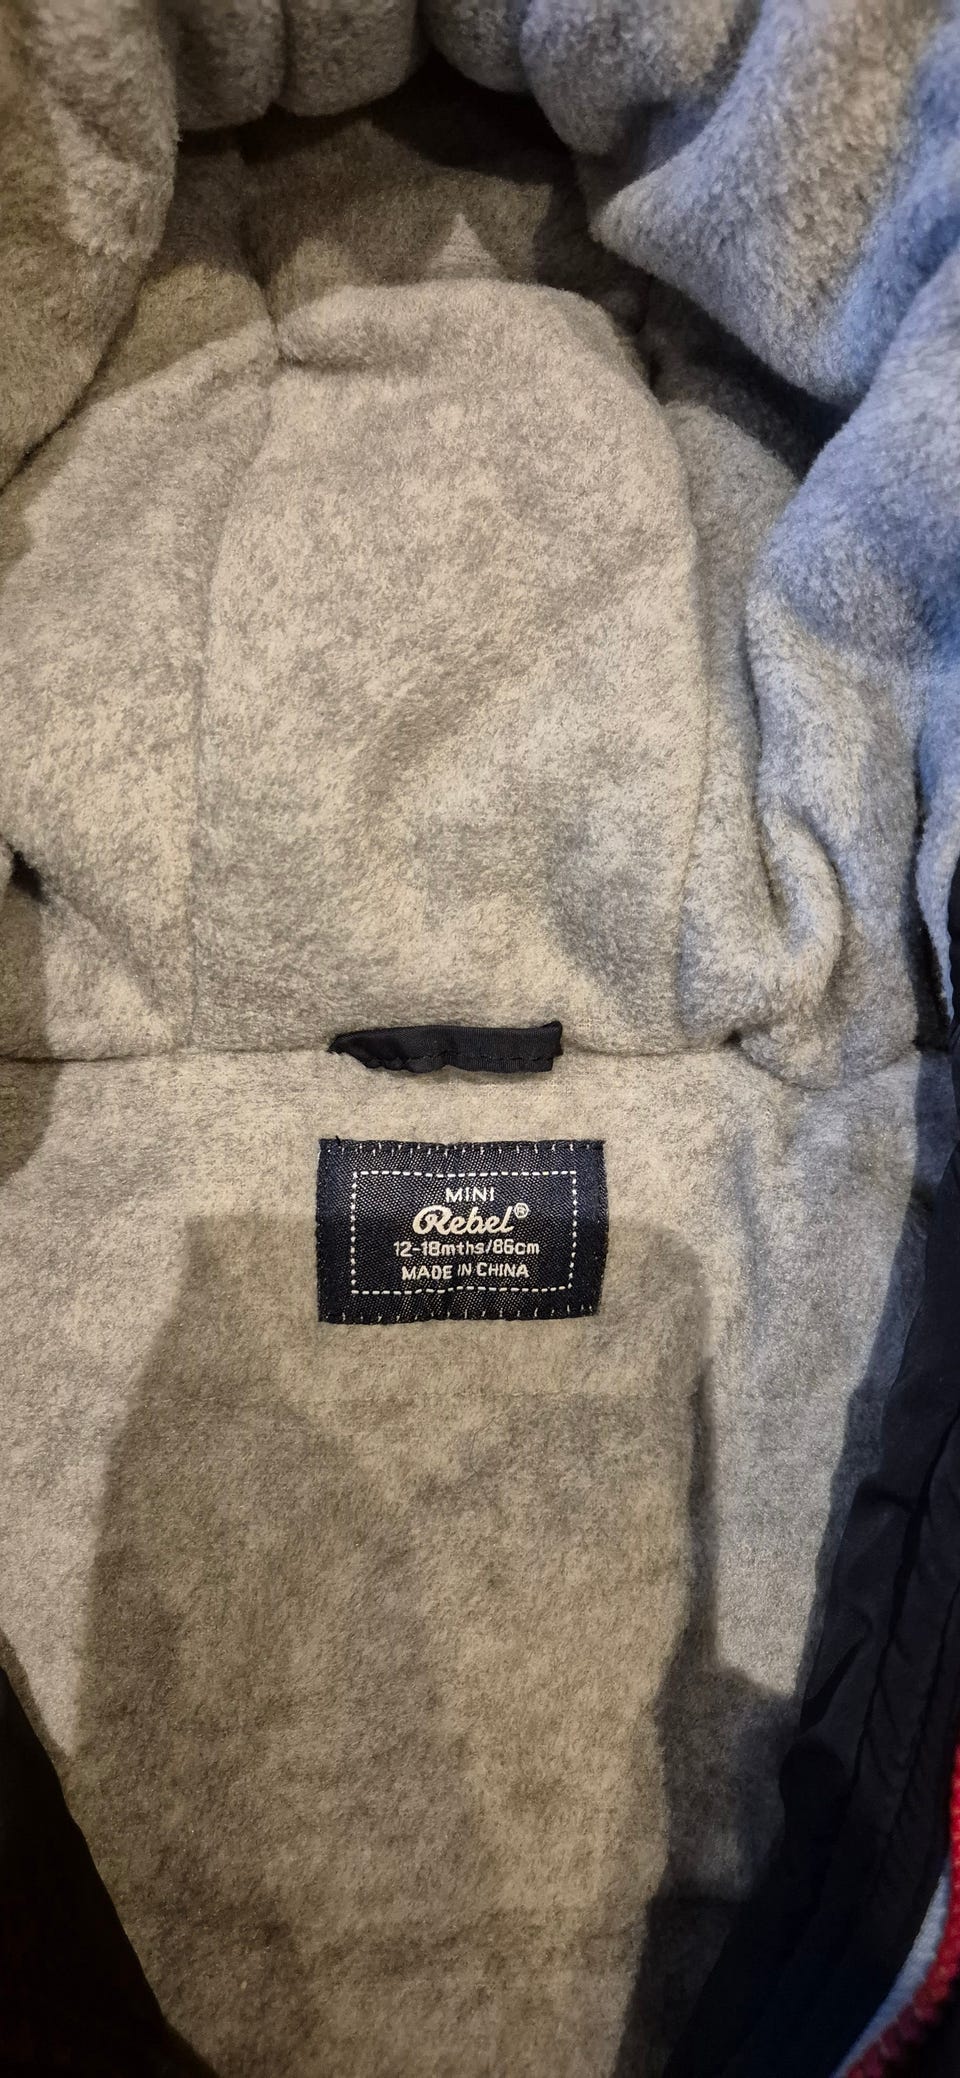 MINI
Rebel®
12-18mths/86cm
MADE IN CHINA